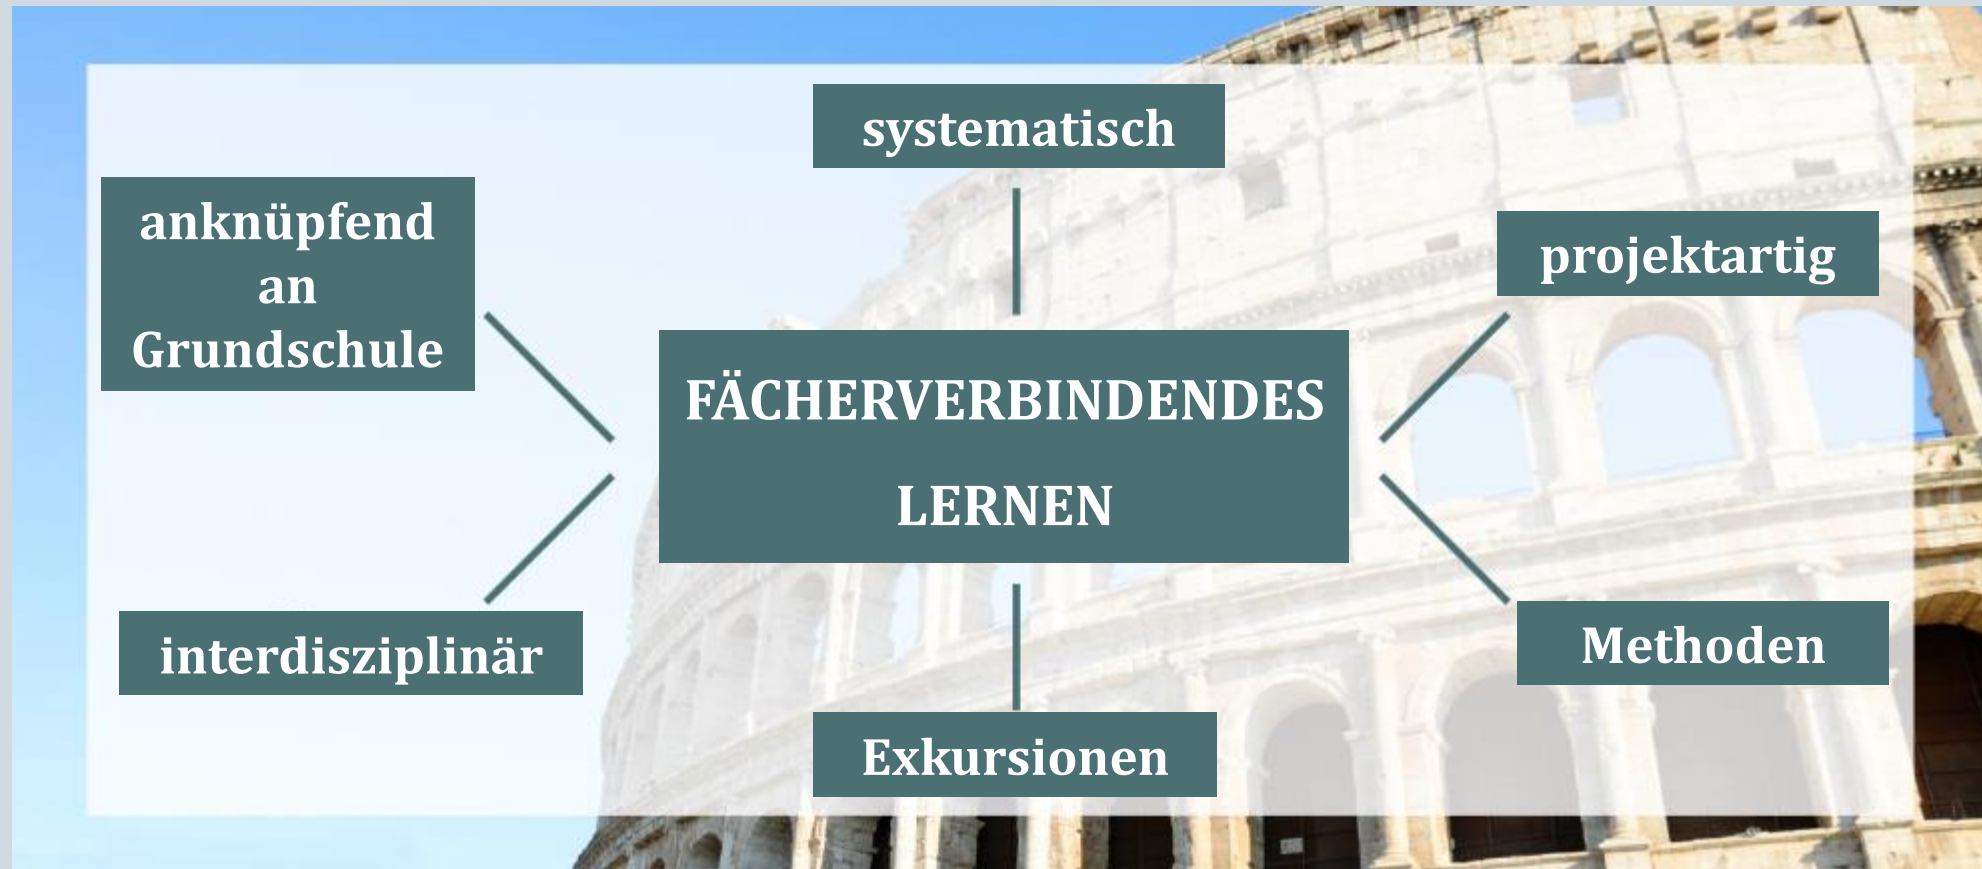 systematisch
anknüpfend
an
Grundschule
projektartig
FÄCHERVERBINDENDES
LERNEN
interdisziplinär
Methoden
Exkursionen